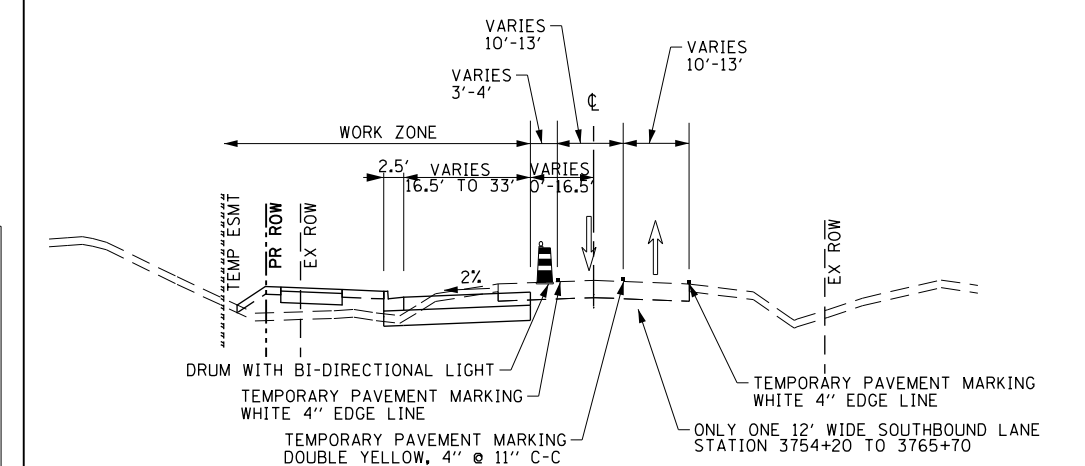 VARIES
10'-13'
VARIES
10'-13'
VARIES
3'-4'
℄
WORK ZONE
2.5'
VARIES
16.5' TO 33'
VARIES
0'-16.5'
TEMP ESMT
PR ROW
EX ROW
2%
EX ROW
DRUM WITH BI-DIRECTIONAL LIGHT
TEMPORARY PAVEMENT MARKING
WHITE 4'' EDGE LINE
TEMPORARY PAVEMENT MARKING
DOUBLE YELLOW, 4'' @ 11'' C-C
TEMPORARY PAVEMENT MARKING
WHITE 4'' EDGE LINE
ONLY ONE 12' WIDE SOUTHBOUND LANE
STATION 3754+20 TO 3765+70